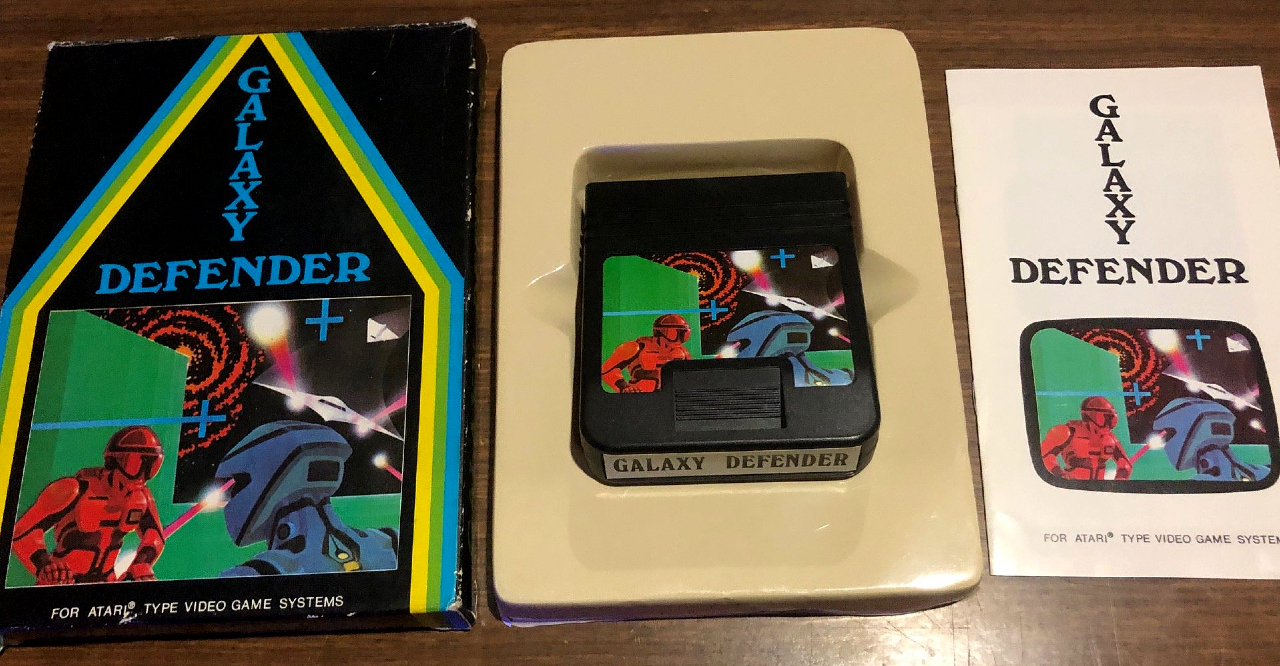 GALAXY
DEFENDER
FOR ATARI® TYPE VIDEO GAME SYSTEMS
GALAXY DEFENDER
GALAXY
DEFENDER
FOR ATARI® TYPE VIDEO GAME SYSTEM